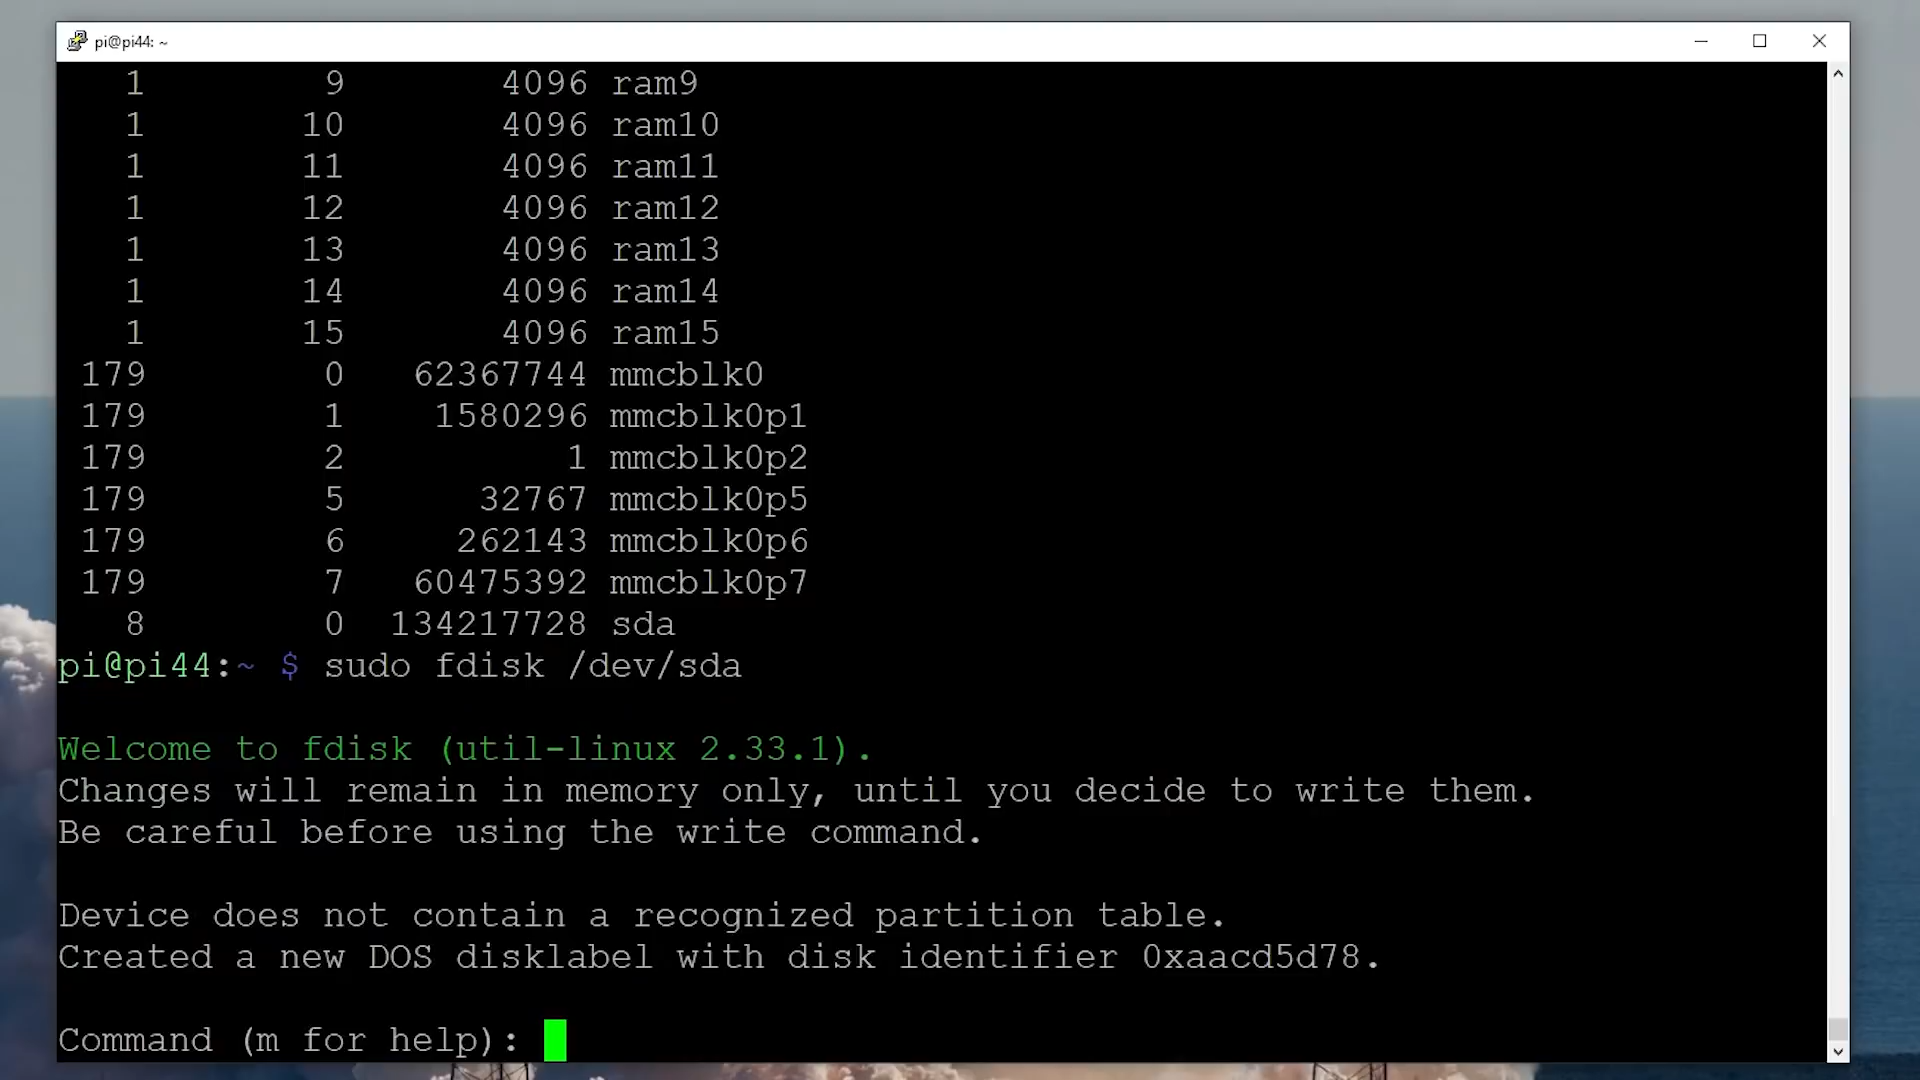 pi@pi44: ~
1 9 4096 ram9
1 10 4096 ram10
1 11 4096 ram11
1 12 4096 ram12
1 13 4096 ram13
1 14 4096 ram14
1 15 4096 ram15
179 0 62367744 mmcblk0
179 1 1580296 mmcblk0p1
179 2 1 mmcblk0p2
179 5 32767 mmcblk0p5
179 6 262143 mmcblk0p6
179 7 60475392 mmcblk0p7
8 0 134217728 sda
pi@pi44:~ $ sudo fdisk /dev/sda
Welcome to fdisk (util-linux 2.33.1).
Changes will remain in memory only, until you decide to write them.
Be careful before using the write command.
Device does not contain a recognized partition table.
Created a new DOS disklabel with disk identifier 0xaacd5d78.
Command (m for help):